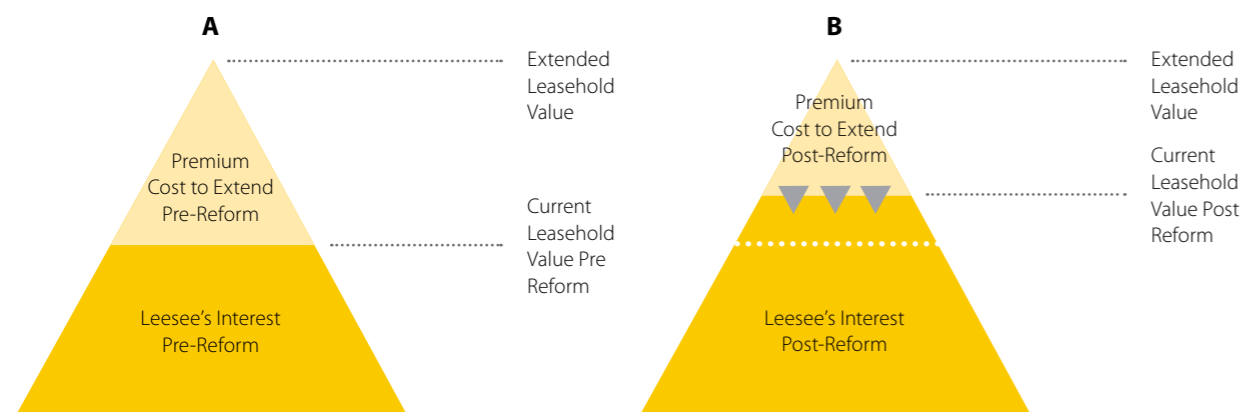 A
Extended
Leasehold
Value
Premium
Cost to Extend
Pre-Reform
Current
Leasehold
Value Pre
Reform
Leesee's Interest
Pre-Reform
B
Extended
Leasehold
Value
Premium
Cost to Extend
Post-Reform
Current
Leasehold
Value Post
Reform
Leesee's Interest
Post-Reform